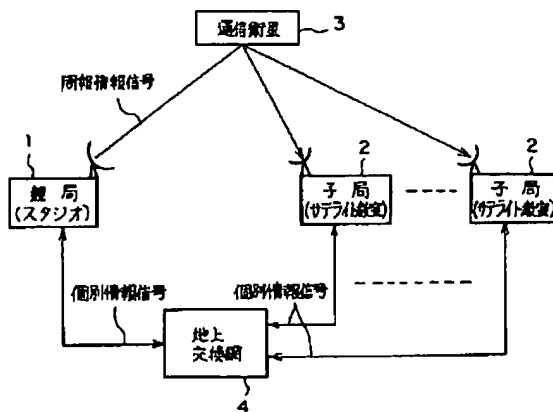 通信衛星
3
同報情報信号
1
親局
(スタジオ)
2
子局
(サテライト教室)
2
子局
(サテライト教室)
個別情報信号
個別情報信号
地上
交換網
4